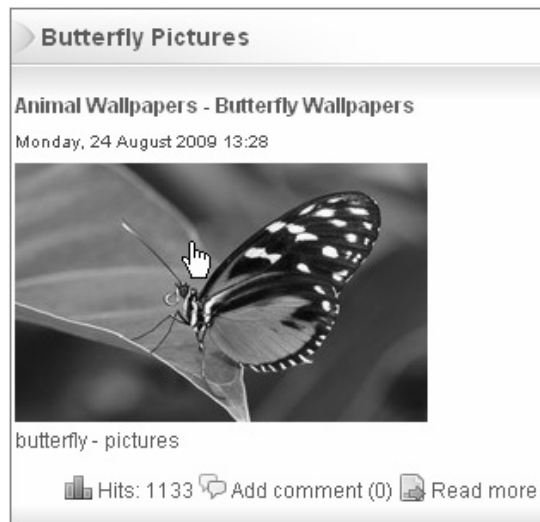 Butterfly Pictures
Animal Wallpapers - Butterfly Wallpapers
Monday, 24 August 2009 13:28
butterfly - pictures
Hits: 1133 Add comment (0) Read more